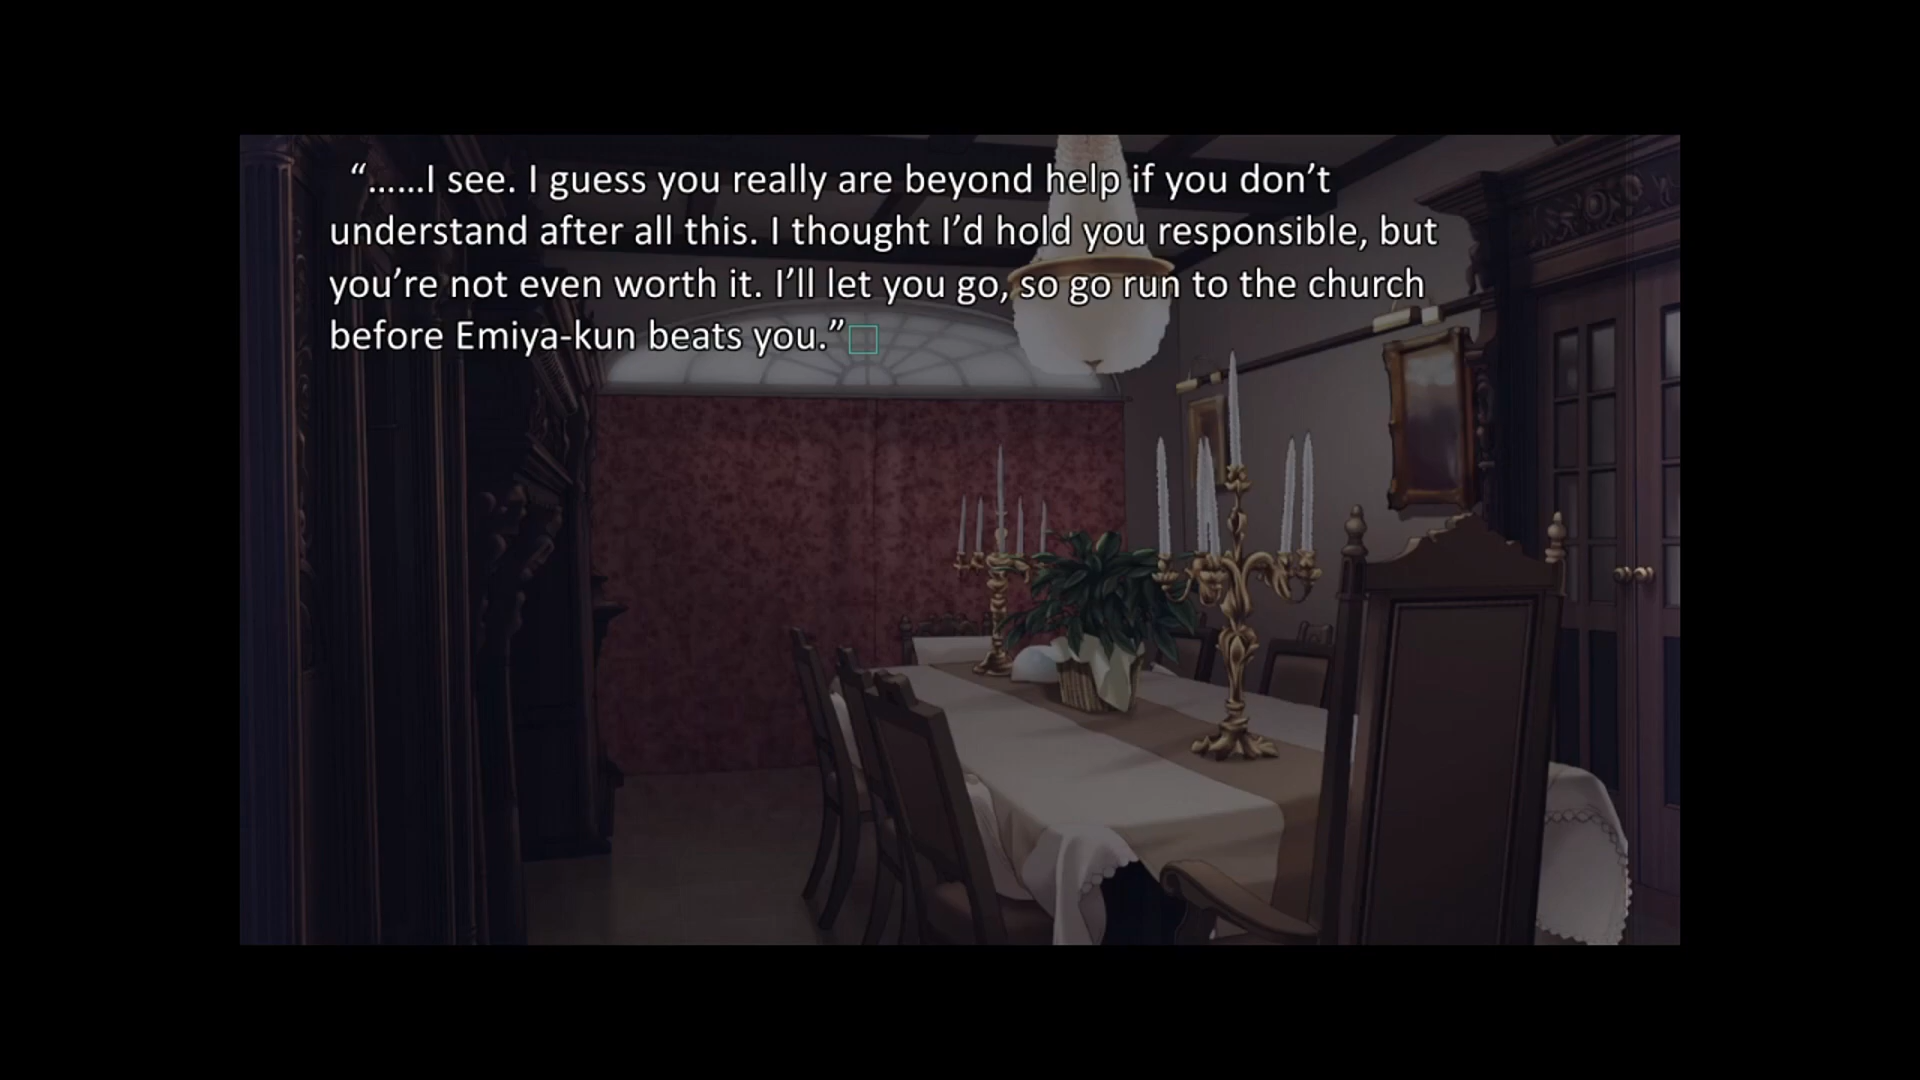 “……I see. I guess you really are beyond help if you don’t
understand after all this. I thought I’d hold you responsible, but
you’re not even worth it. I’ll let you go, so go run to the church
before Emiya-kun beats you.”